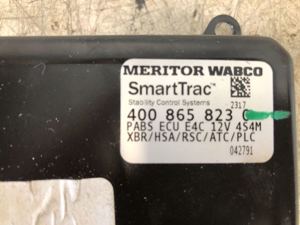 MERITOR WABCO
SmartTrac™
Stability Control Systems
2317
400 865 823 0
PABS ECU E4C 12V 4S4M
XBR/HSA/RSC/ATC/PLC
042791